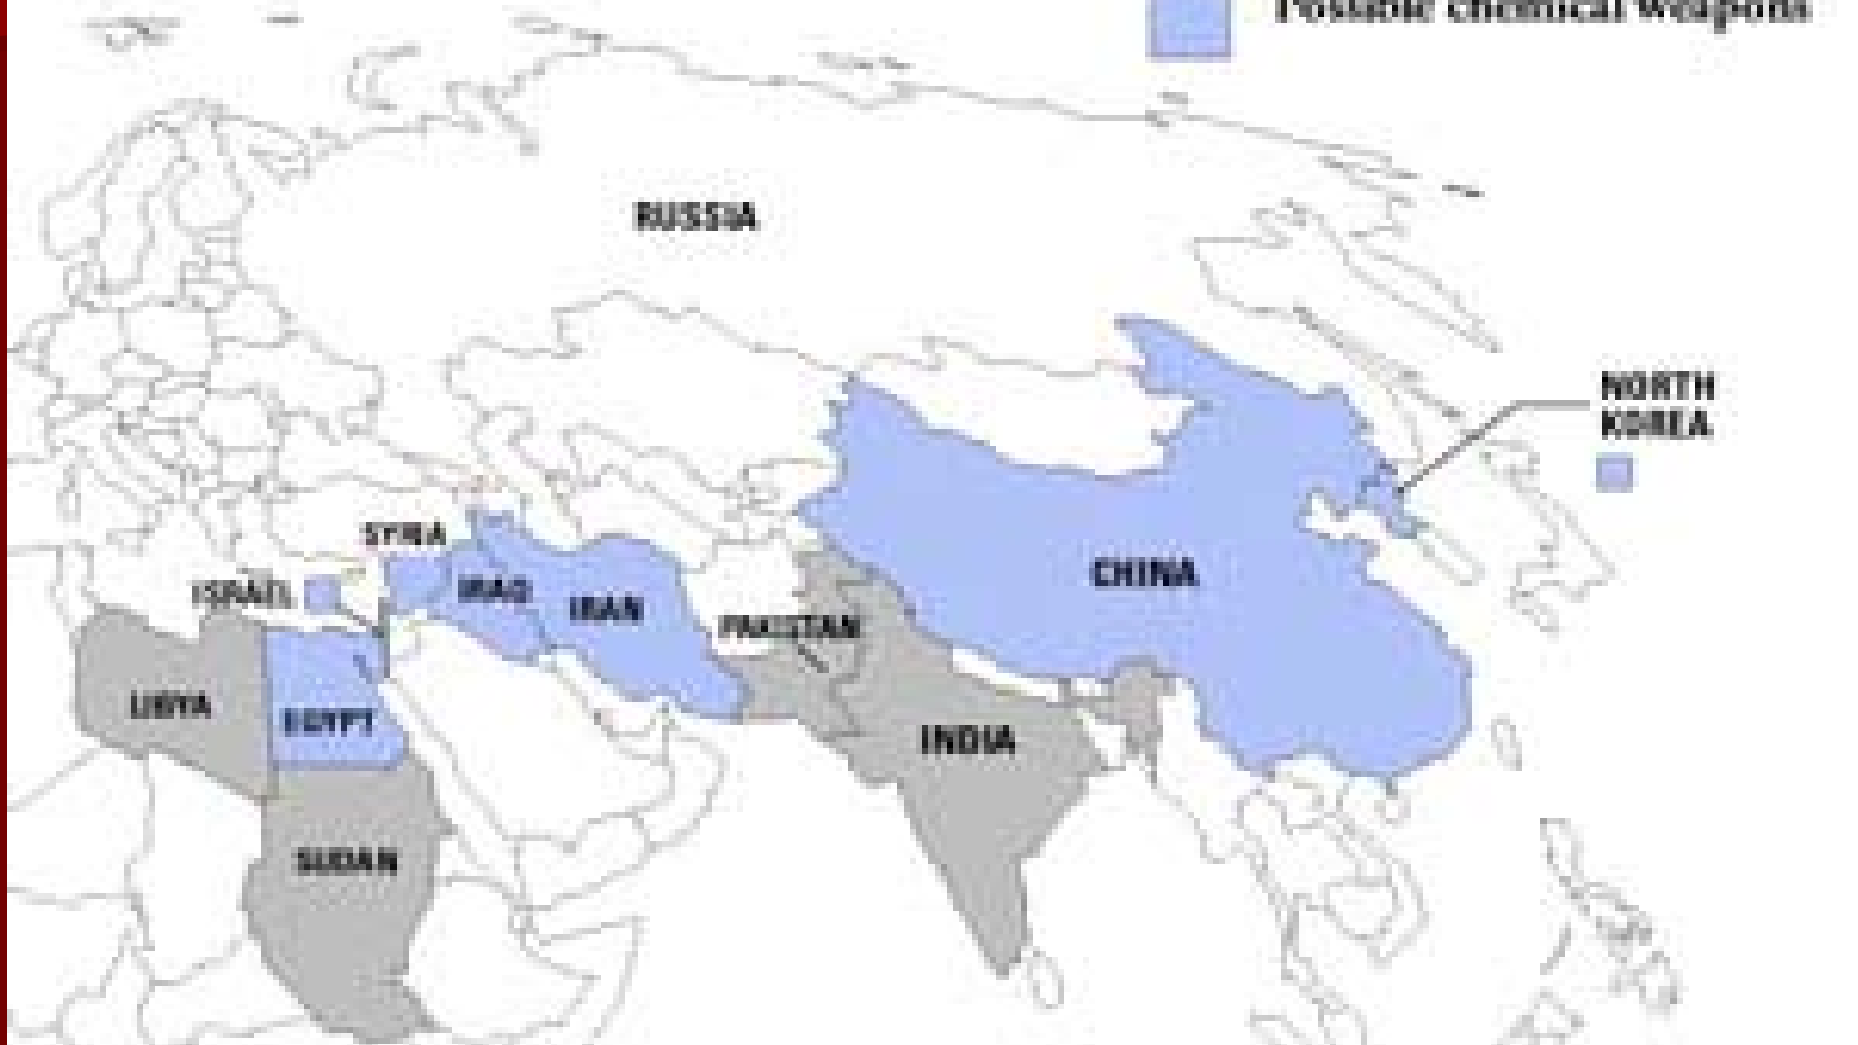 Possible chemical weapons
RUSSIA
NORTH
KOREA
SYRIA
ISRAEL
IRAQ
IRAN
CHINA
PAKISTAN
LIBYA
EGYPT
INDIA
SUDAN